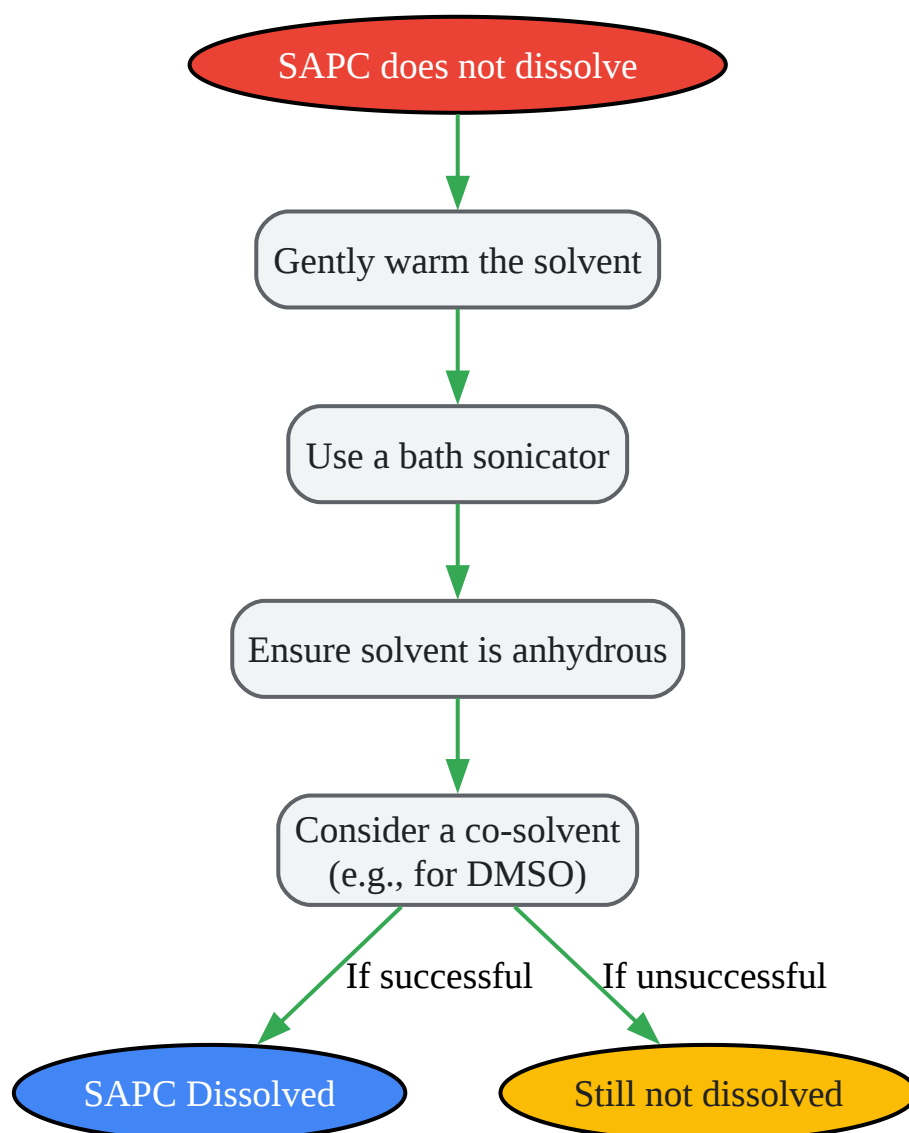 SAPC does not dissolve
Gently warm the solvent
Use a bath sonicator
Ensure solvent is anhydrous
Consider a co-solvent
(e.g., for DMSO)
If successful
If unsuccessful
SAPC Dissolved
Still not dissolved